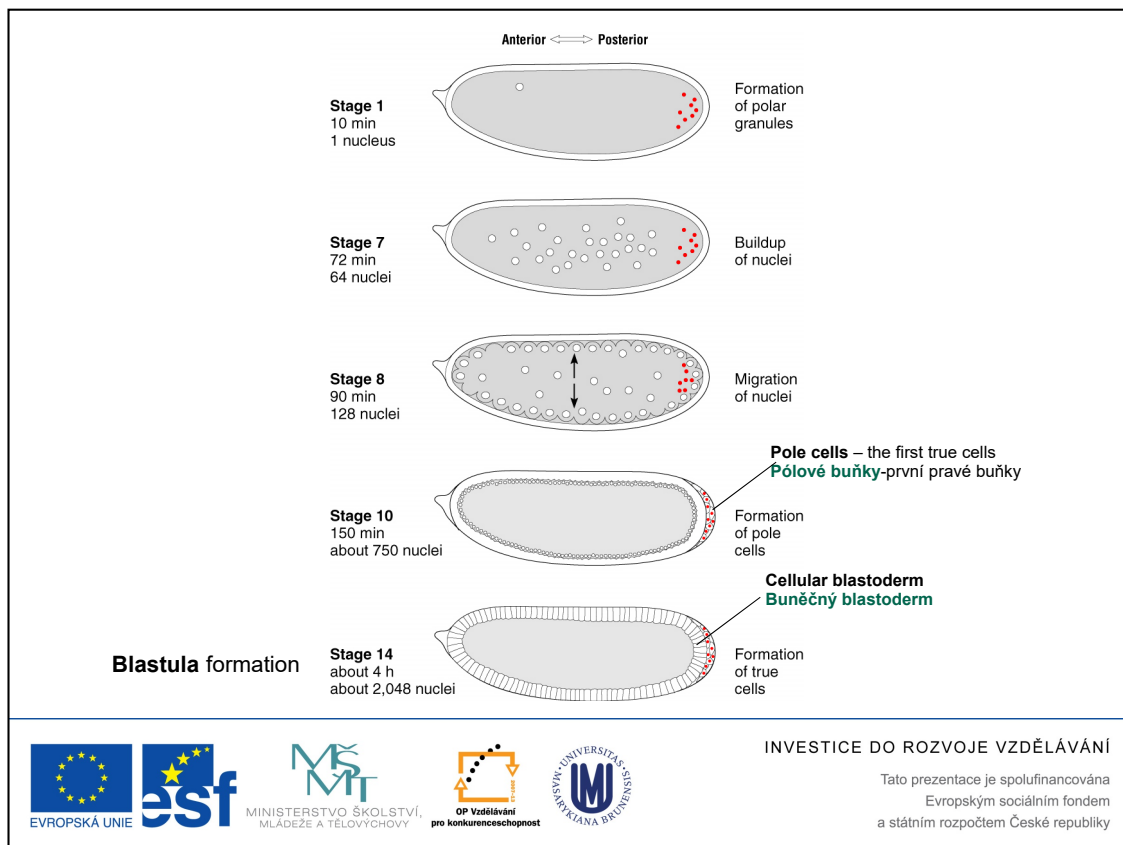 Anterior Posterior
Stage 1
10 min
1 nucleus
Formation
of polar
granules
Stage 7
72 min
64 nuclei
Buildup
of nuclei
Stage 8
90 min
128 nuclei
Migration
of nuclei
Pole cells – the first true cells
Pólové buňky-první pravé buňky
Stage 10
150 min
about 750 nuclei
Formation
of pole
cells
Cellular blastoderm
Buněčný blastoderm
Blastula formation
Stage 14
about 4 h
about 2,048 nuclei
Formation
of true
cells
EVROPSKÁ UNIE
esf
MŠMT
MINISTERSTVO ŠKOLSTVÍ,
MLÁDEŽE A TĚLOVÝCHOVY
2007-13
OP Vzdělávání
pro konkurenceschopnost
UNIVERSITAS MASARYKIANA BRUNENSIS
INVESTICE DO ROZVOJE VZDĚLÁVÁNÍ
Tato prezentace je spolufinancována
Evropským sociálním fondem
a státním rozpočtem České republiky